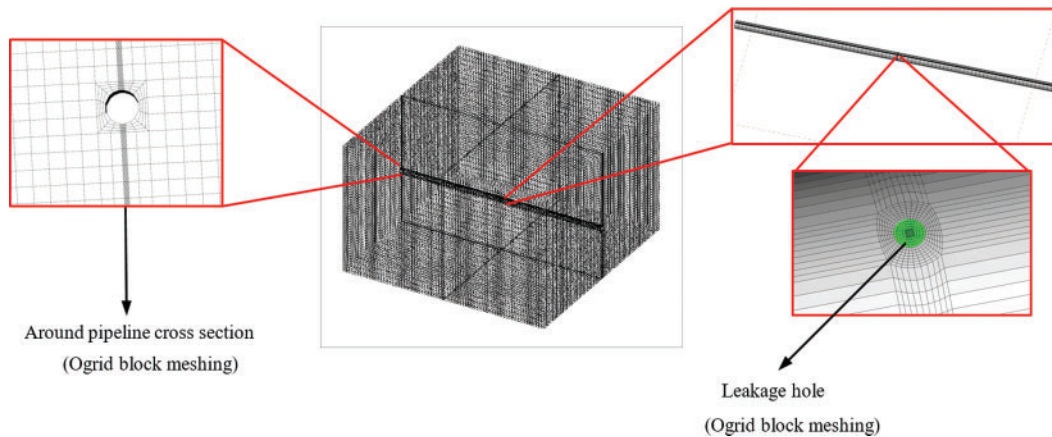 Around pipeline cross section
(Ogrid block meshing)
Leakage hole
(Ogrid block meshing)